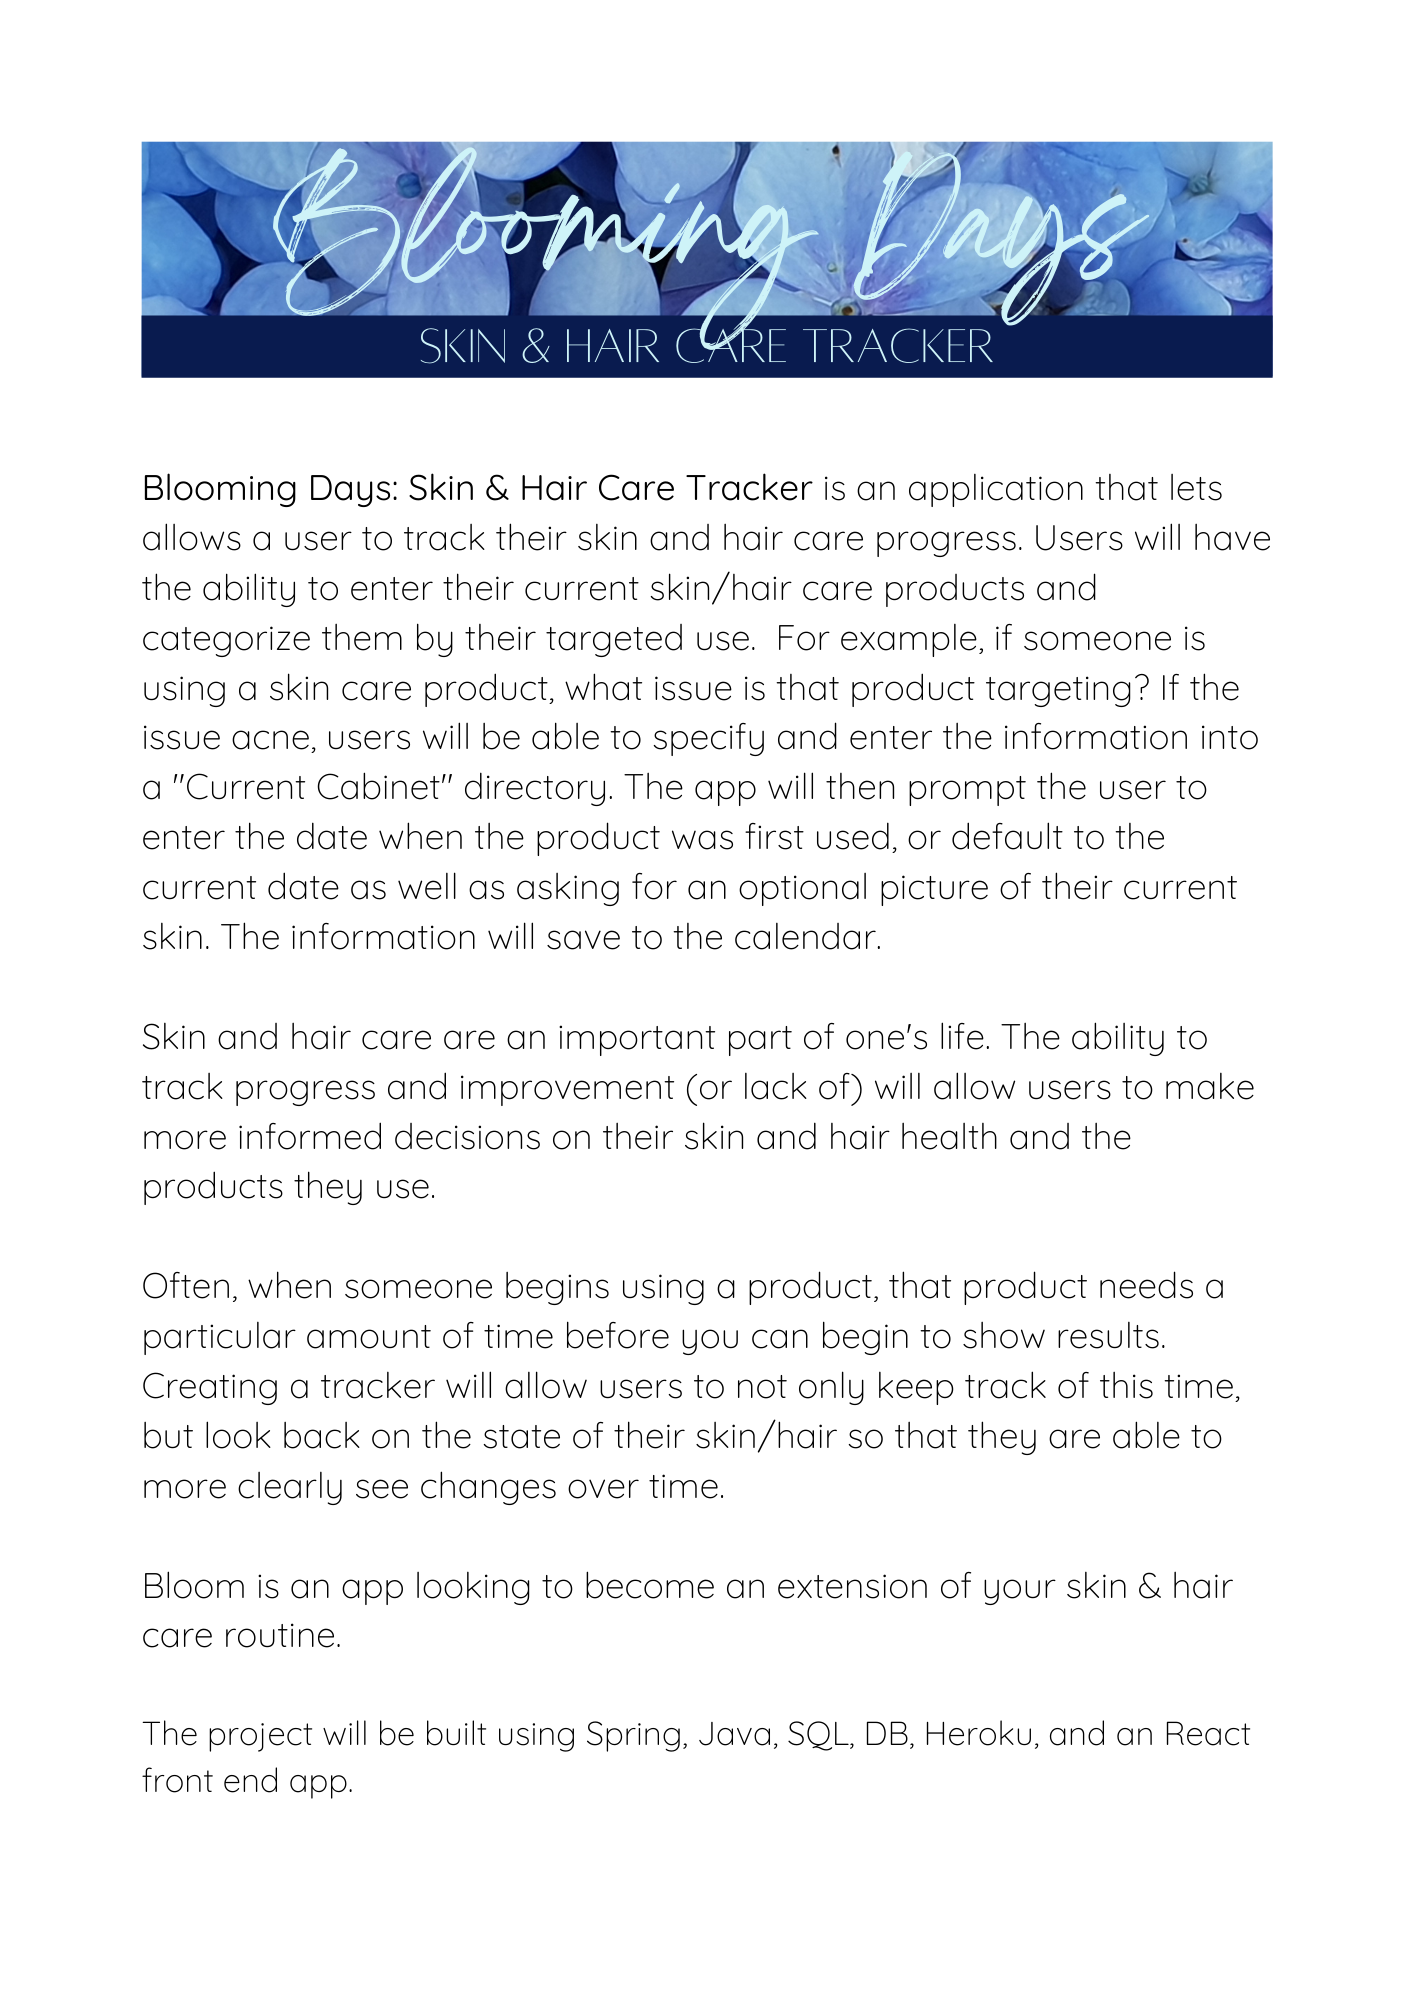 Blooming Days
SKIN & HAIR CARE TRACKER
Blooming Days: Skin & Hair Care Tracker is an application that lets
allows a user to track their skin and hair care progress. Users will have
the ability to enter their current skin/hair care products and
categorize them by their targeted use.  For example, if someone is
using a skin care product, what issue is that product targeting? If the
issue acne, users will be able to specify and enter the information into
a "Current Cabinet" directory. The app will then prompt the user to
enter the date when the product was first used, or default to the
current date as well as asking for an optional picture of their current
skin. The information will save to the calendar.
Skin and hair care are an important part of one's life. The ability to
track progress and improvement (or lack of) will allow users to make
more informed decisions on their skin and hair health and the
products they use.
Often, when someone begins using a product, that product needs a
particular amount of time before you can begin to show results.
Creating a tracker will allow users to not only keep track of this time,
but look back on the state of their skin/hair so that they are able to
more clearly see changes over time.
Bloom is an app looking to become an extension of your skin & hair
care routine.
The project will be built using Spring, Java, SQL, DB, Heroku, and an React
front end app.